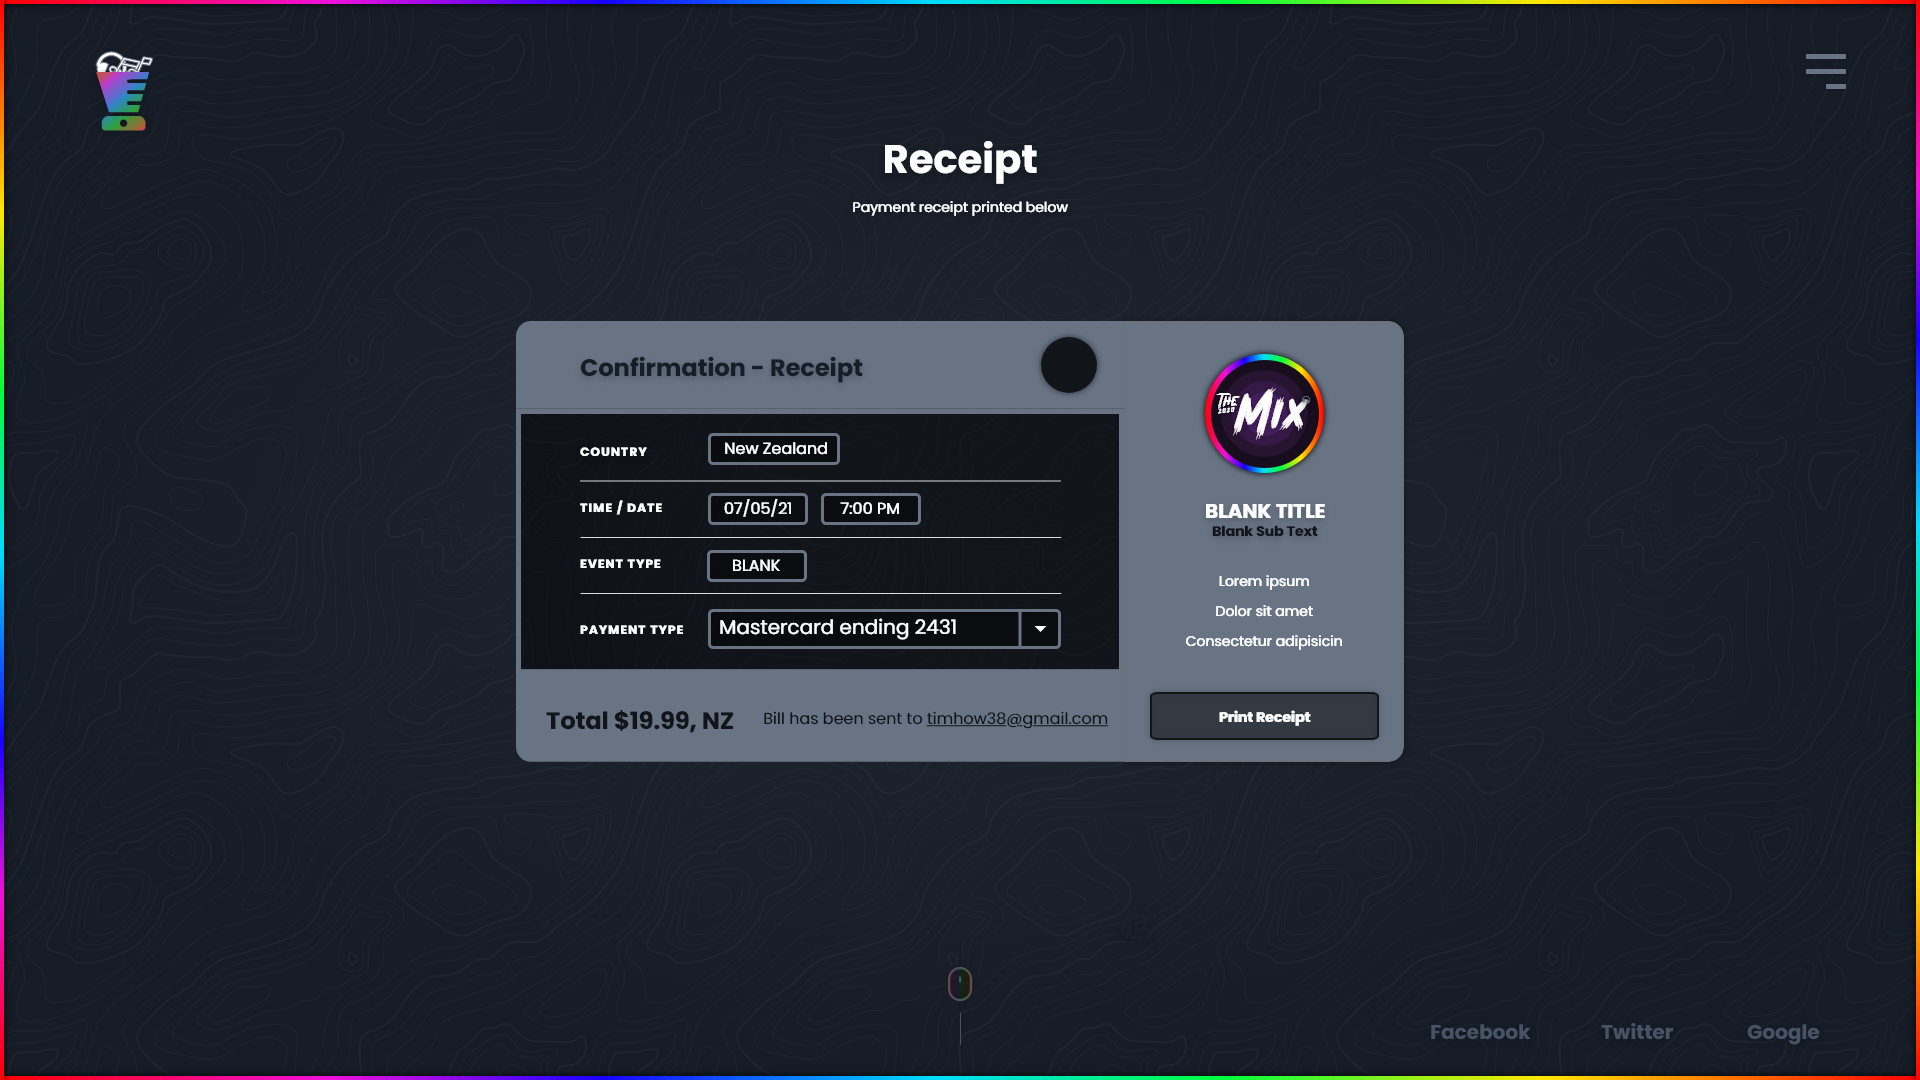 Receipt
Payment receipt printed below
Confirmation - Receipt
COUNTRY New Zealand
TIME / DATE 07/05/21 7:00 PM
EVENT TYPE BLANK
PAYMENT TYPE Mastercard ending 2431
Total $19.99, NZ Bill has been sent to timhow38@gmail.com
THE MIX
2020
BLANK TITLE
Blank Sub Text
Lorem ipsum
Dolor sit amet
Consectetur adipisicin
Print Receipt
Facebook Twitter Google